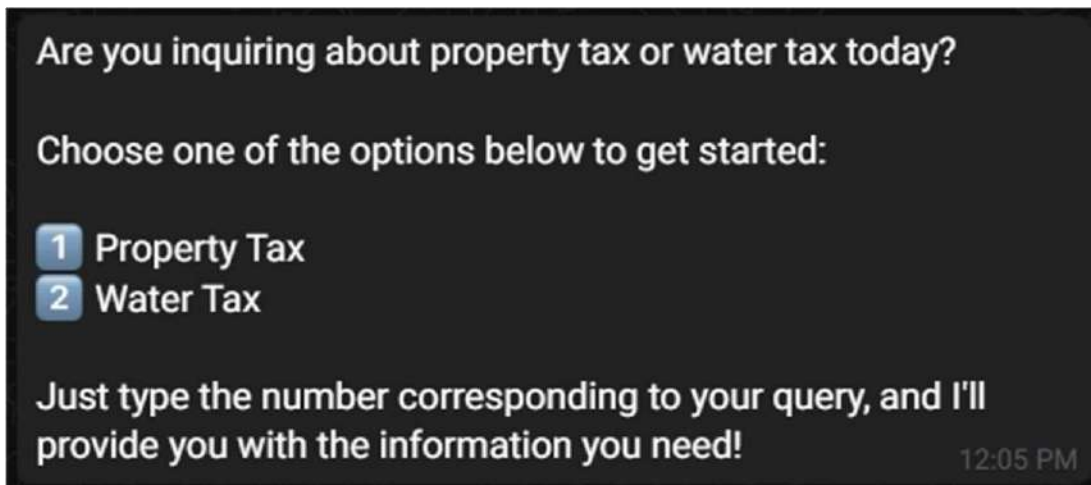 Are you inquiring about property tax or water tax today?
Choose one of the options below to get started:
1 Property Tax
2 Water Tax
Just type the number corresponding to your query, and I'll
provide you with the information you need!
12:05 PM